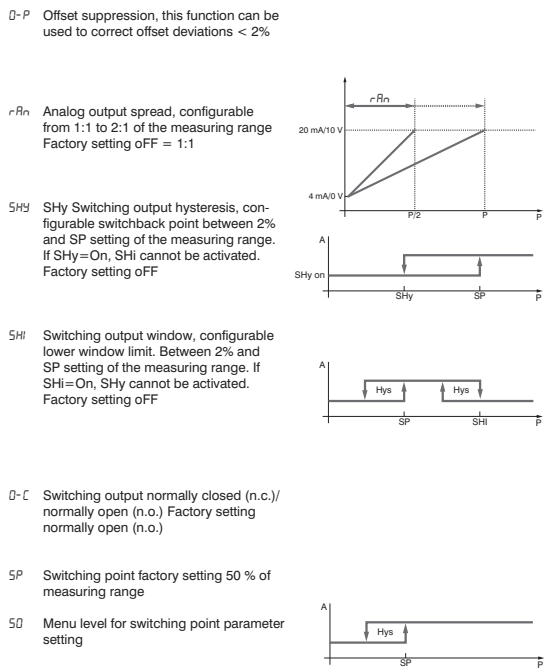 0-P Offset suppression, this function can be
used to correct offset deviations < 2%
rAn Analog output spread, configurable
from 1:1 to 2:1 of the measuring range
Factory setting oFF = 1:1
rAn
20 mA/10 V
4 mA/0 V
P/2 P P
SHY SHy Switching output hysteresis, con-
figurable switchback point between 2%
and SP setting of the measuring range.
If SHy=On, SHi cannot be activated.
Factory setting oFF
A
SHy on
SHy SP P
SHI Switching output window, configurable
lower window limit. Between 2% and
SP setting of the measuring range. If
SHi=On, SHy cannot be activated.
Factory setting oFF
A
Hys Hys
SP SHI P
0-C Switching output normally closed (n.c.)/
normally open (n.o.) Factory setting
normally open (n.o.)
SP Switching point factory setting 50 % of
measuring range
S0 Menu level for switching point parameter
setting
A
Hys
SP P